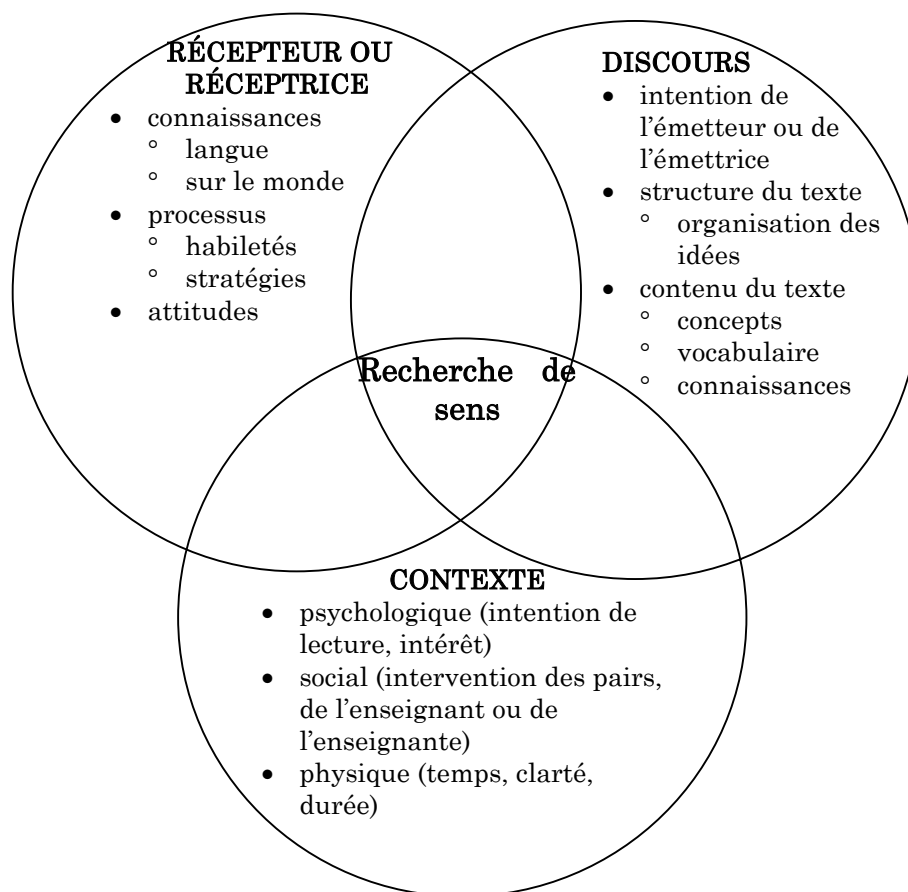 RÉCEPTEUR OU
RÉCEPTRICE
• connaissances
° langue
° sur le monde
• processus
° habiletés
° stratégies
• attitudes
DISCOURS
• intention de
l’émetteur ou de
l’émettrice
• structure du texte
° organisation des
idées
• contenu du texte
° concepts
° vocabulaire
° connaissances
Recherche de
sens
CONTEXTE
• psychologique (intention de
lecture, intérêt)
• social (intervention des pairs,
de l’enseignant ou de
l’enseignante)
• physique (temps, clarté,
durée)